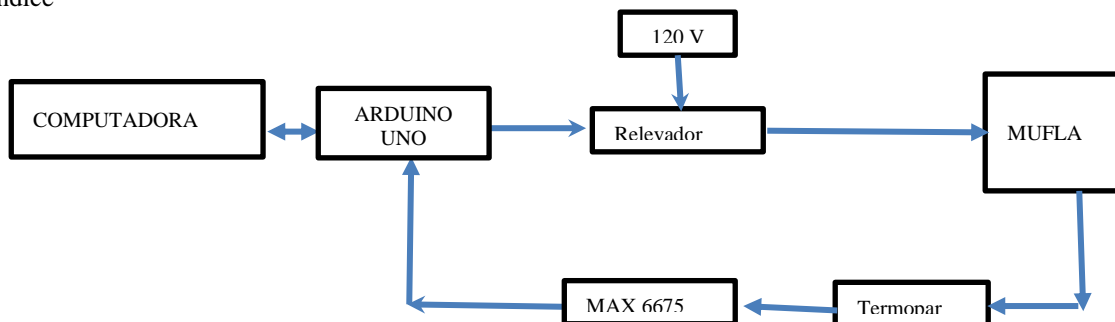 120 V
COMPUTADORA
ARDUINO
UNO
Relevador
MUFLA
MAX 6675
Termopar